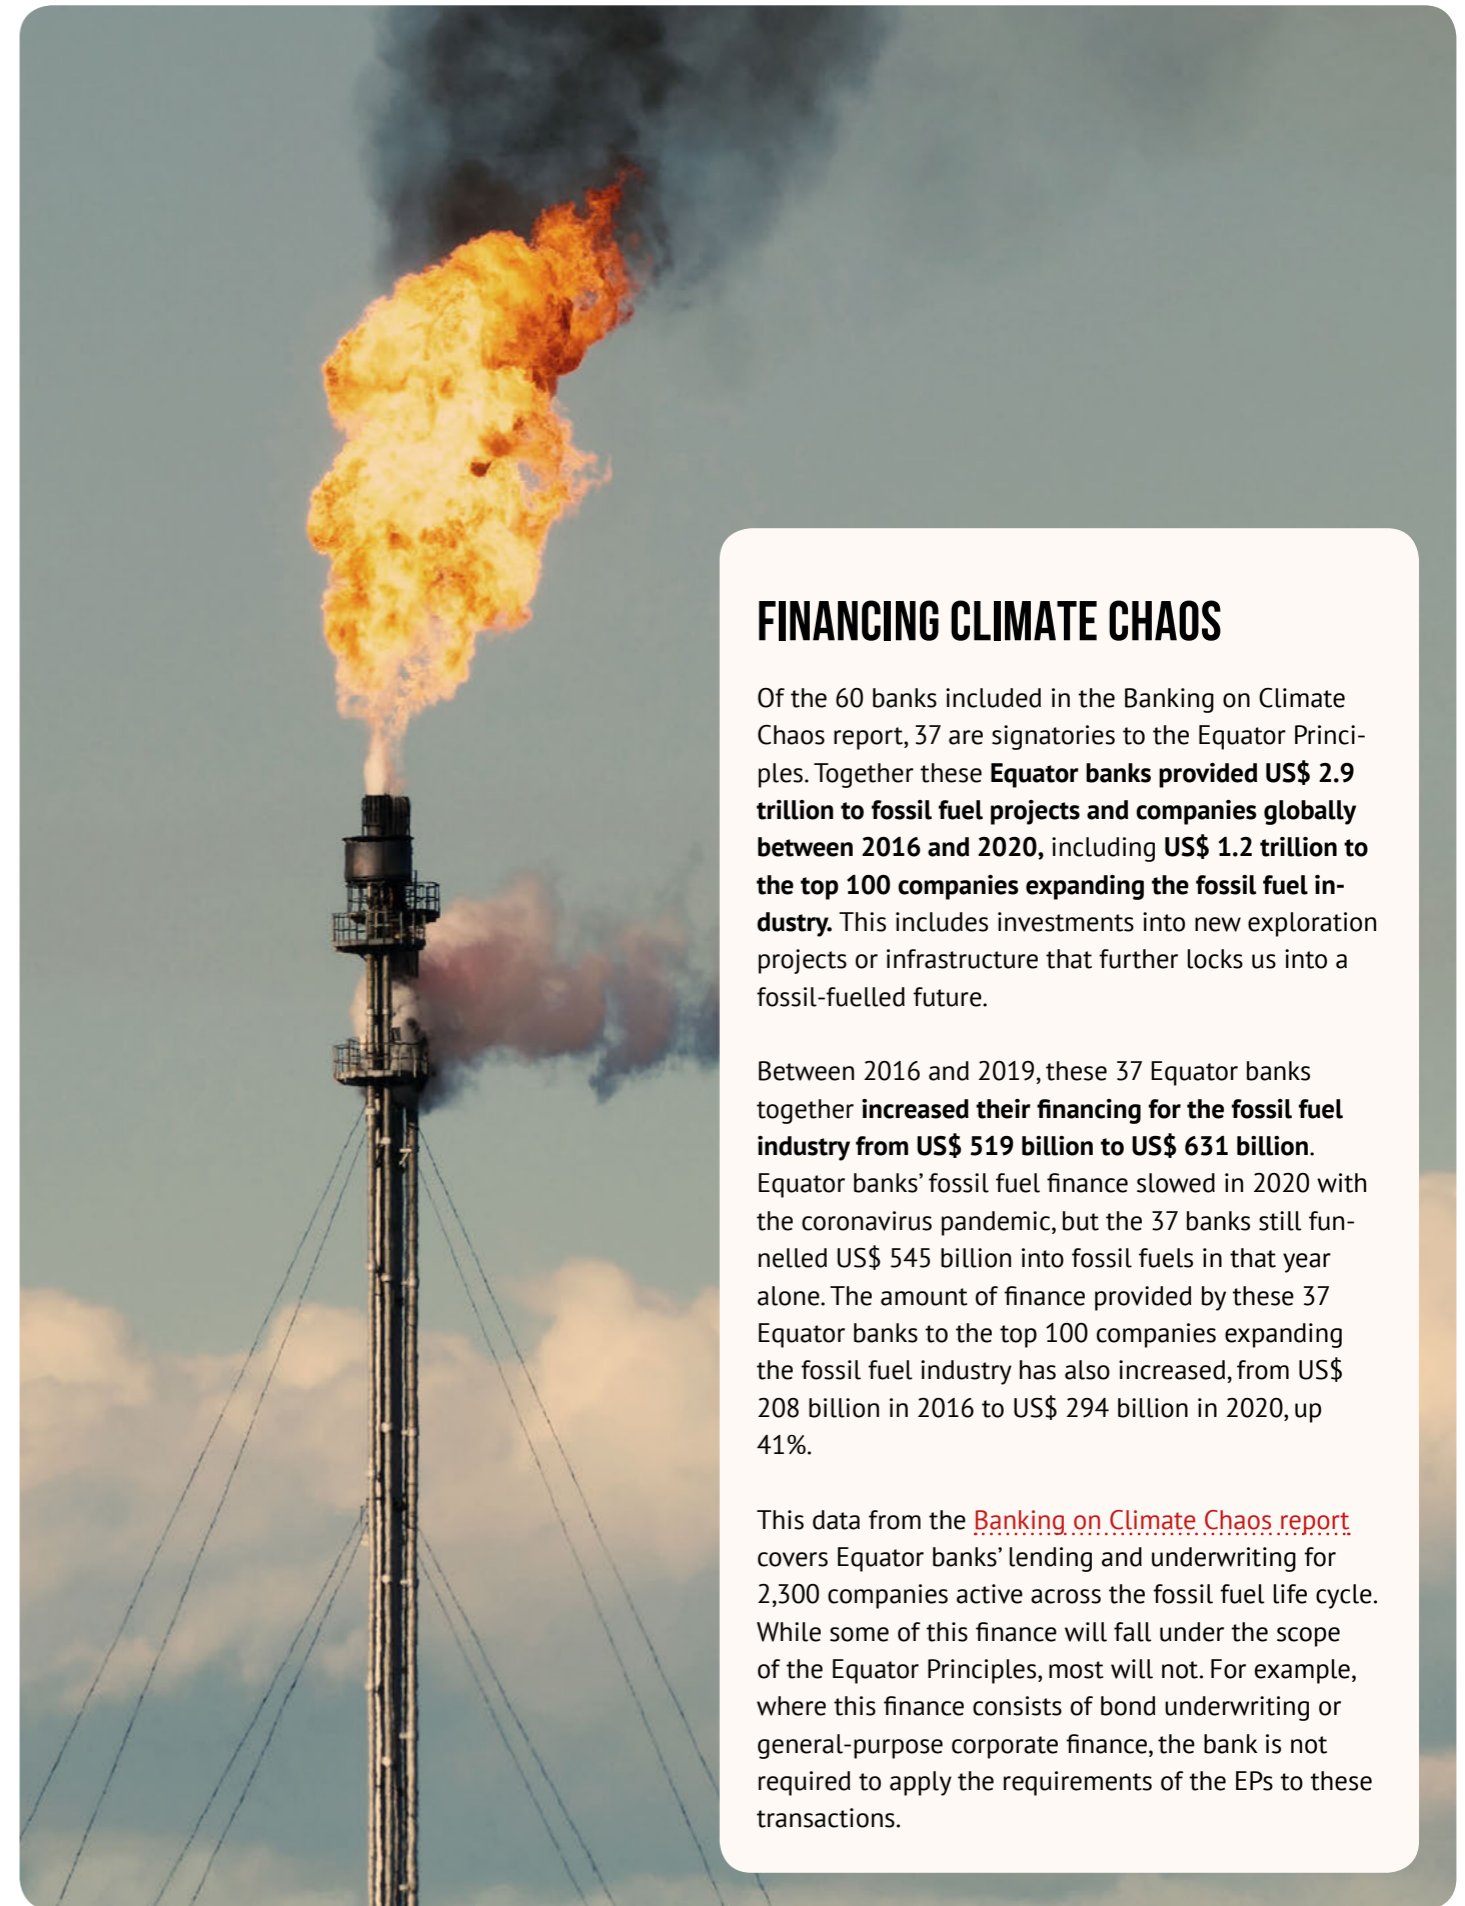 FINANCING CLIMATE CHAOS
Of the 60 banks included in the Banking on Climate
Chaos report, 37 are signatories to the Equator Princi-
ples. Together these Equator banks provided US$ 2.9
trillion to fossil fuel projects and companies globally
between 2016 and 2020, including US$ 1.2 trillion to
the top 100 companies expanding the fossil fuel in-
dustry. This includes investments into new exploration
projects or infrastructure that further locks us into a
fossil-fuelled future.
Between 2016 and 2019, these 37 Equator banks
together increased their financing for the fossil fuel
industry from US$ 519 billion to US$ 631 billion.
Equator banks’ fossil fuel finance slowed in 2020 with
the coronavirus pandemic, but the 37 banks still fun-
nelled US$ 545 billion into fossil fuels in that year
alone. The amount of finance provided by these 37
Equator banks to the top 100 companies expanding
the fossil fuel industry has also increased, from US$
208 billion in 2016 to US$ 294 billion in 2020, up
41%.
This data from the Banking on Climate Chaos report
covers Equator banks’ lending and underwriting for
2,300 companies active across the fossil fuel life cycle.
While some of this finance will fall under the scope
of the Equator Principles, most will not. For example,
where this finance consists of bond underwriting or
general-purpose corporate finance, the bank is not
required to apply the requirements of the EPs to these
transactions.